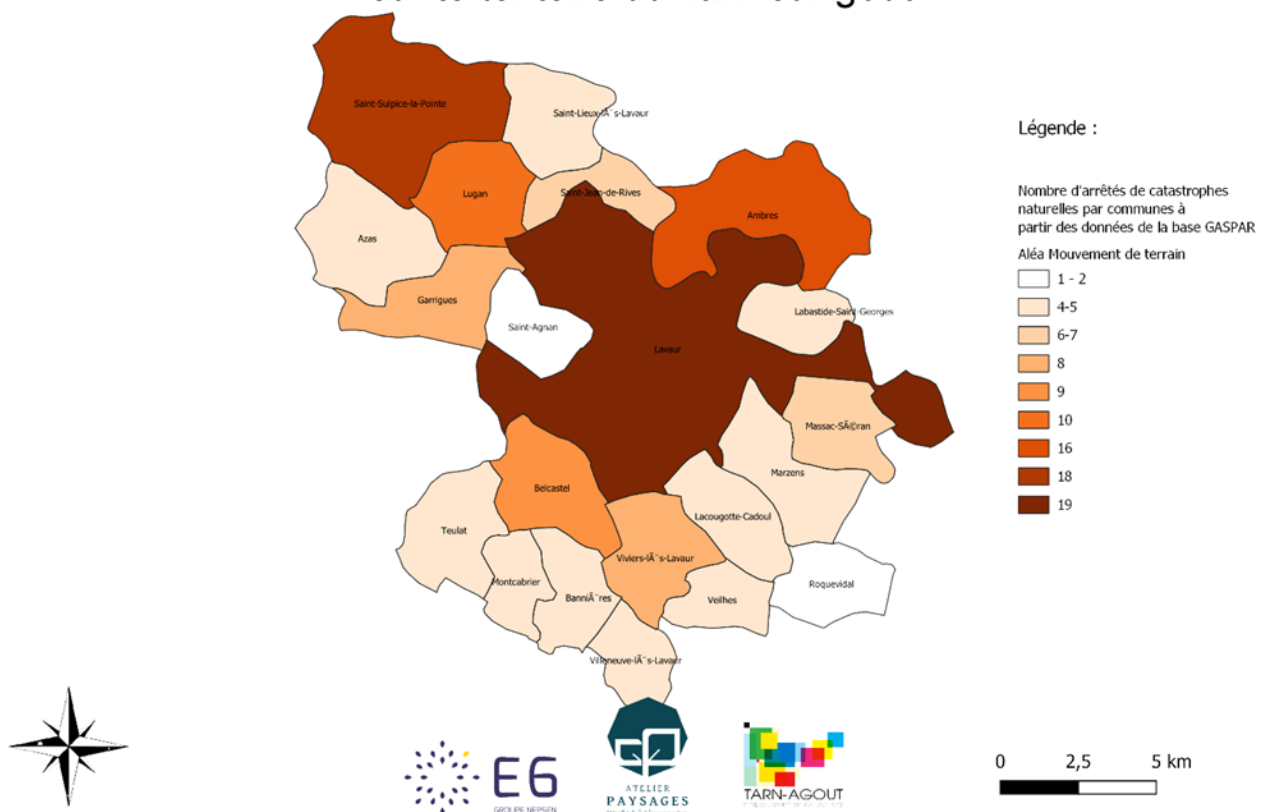 Saint-Sulpice-la-Pointe
Saint-Lieux-lÃ¨s-Lavaur
Lugan
Saint-Jean-de-Rives
Ambres
Azas
Garrigues
Saint-Agnan
Labastide-Saint-Georges
Lavaur
Massac-SÃ©ran
Marzens
Belcastel
Lacougotte-Cadoul
Teulat
Viviers-lÃ¨s-Lavaur
Montcabrier
BanniÃ¨res
Veilhes
Roquevidal
Villeneuve-lÃ¨s-Lavaur
Légende :
Nombre d'arrêtés de catastrophes
naturelles par communes à
partir des données de la base GASPAR
Aléa Mouvement de terrain
1 - 2
4-5
6-7
8
9
10
16
18
19
E6
GROUPE NEPSEN
ATELIER
PAYSAGES
TARN-AGOUT
0 2,5 5 km